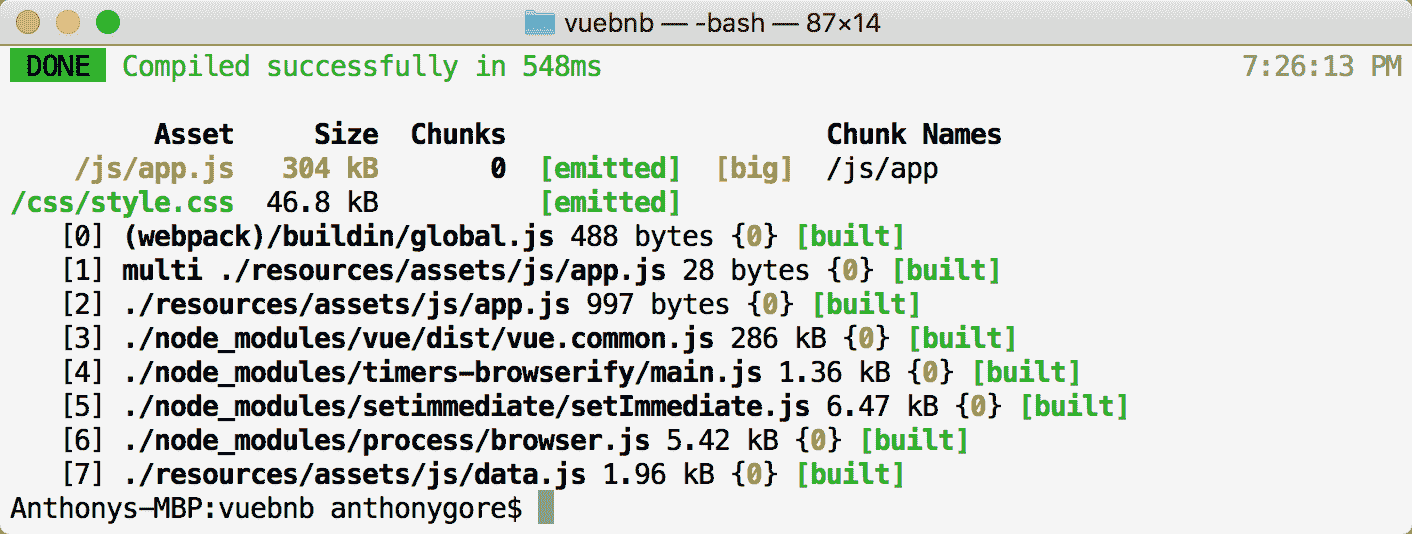 vuebnb — -bash — 87×14
DONE Compiled successfully in 548ms 7:26:13 PM
Asset Size Chunks Chunk Names
/js/app.js 304 kB 0 [emitted] [big] /js/app
/css/style.css 46.8 kB [emitted]
[0] (webpack)/buildin/global.js 488 bytes {0} [built]
[1] multi ./resources/assets/js/app.js 28 bytes {0} [built]
[2] ./resources/assets/js/app.js 997 bytes {0} [built]
[3] ./node_modules/vue/dist/vue.common.js 286 kB {0} [built]
[4] ./node_modules/timers-browserify/main.js 1.36 kB {0} [built]
[5] ./node_modules/setimmediate/setImmediate.js 6.47 kB {0} [built]
[6] ./node_modules/process/browser.js 5.42 kB {0} [built]
[7] ./resources/assets/js/data.js 1.96 kB {0} [built]
Anthonys-MBP:vuebnb anthonygore$